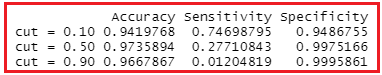 Accuracy Sensitivity Specificity
cut = 0.10 0.9419768 0.74698795 0.9486755
cut = 0.50 0.9735894 0.27710843 0.9975166
cut = 0.90 0.9667867 0.01204819 0.9995861